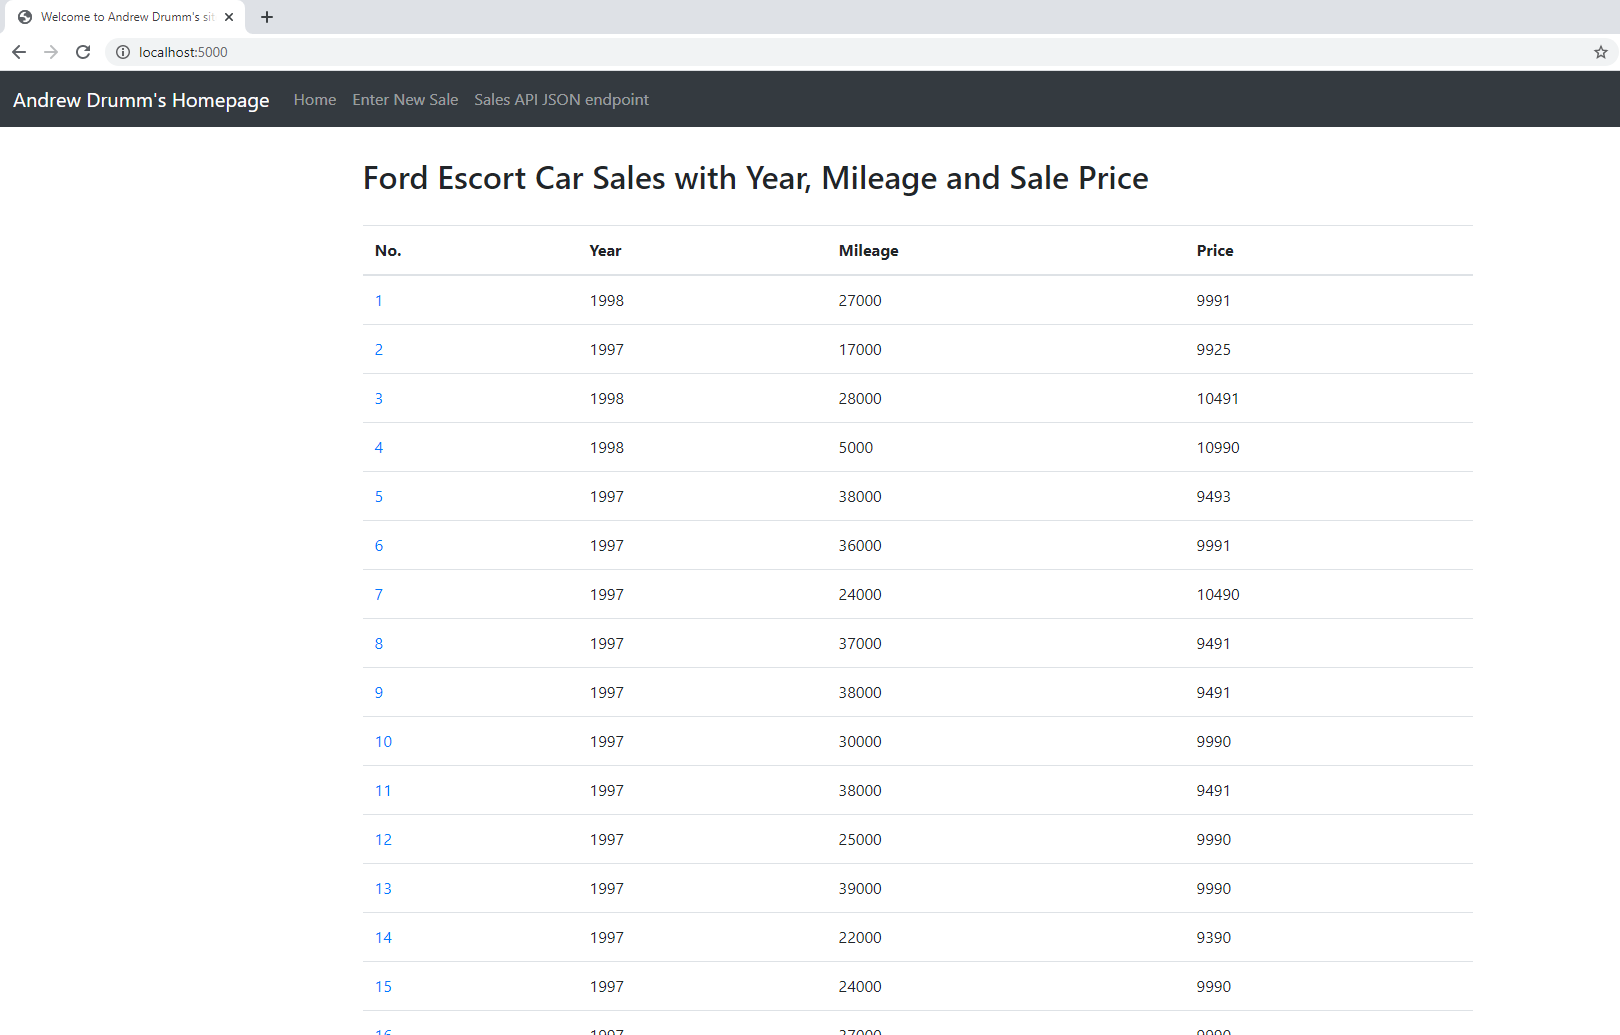 Welcome to Andrew Drumm's sit
localhost:5000
Andrew Drumm's Homepage Home Enter New Sale Sales API JSON endpoint
Ford Escort Car Sales with Year, Mileage and Sale Price
No. Year Mileage Price
1 1998 27000 9991
2 1997 17000 9925
3 1998 28000 10491
4 1998 5000 10990
5 1997 38000 9493
6 1997 36000 9991
7 1997 24000 10490
8 1997 37000 9491
9 1997 38000 9491
10 1997 30000 9990
11 1997 38000 9491
12 1997 25000 9990
13 1997 39000 9990
14 1997 22000 9390
15 1997 24000 9990
16 1997 37000 9990